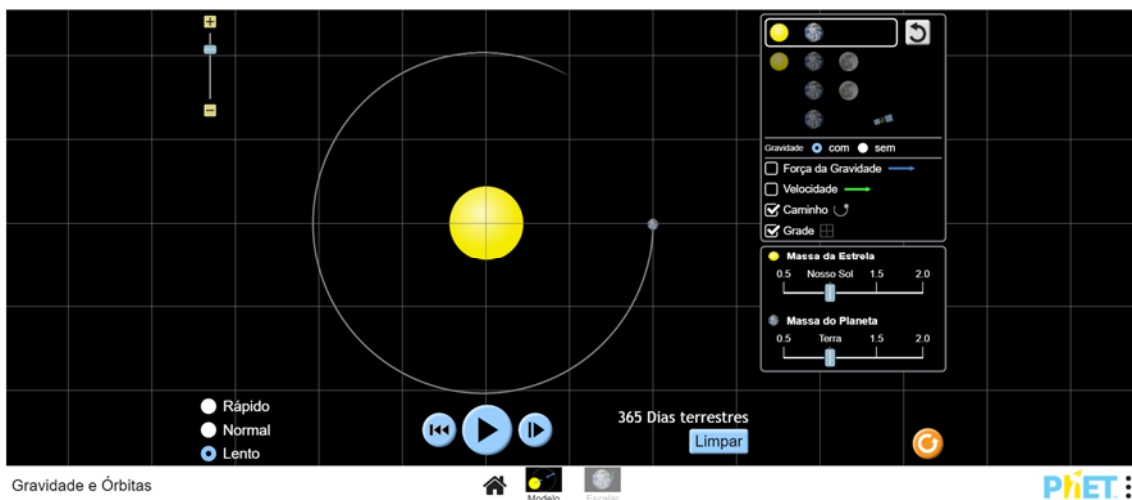 Gravidade com sem
Força da Gravidade
Velocidade
Caminho
Grade
Massa da Estrela
0.5 Nosso Sol 1.5 2.0
Massa do Planeta
0.5 Terra 1.5 2.0
Rápido
Normal
Lento
365 Dias terrestres
Limpar
Gravidade e Órbitas
Modelo
Escalar
PhET